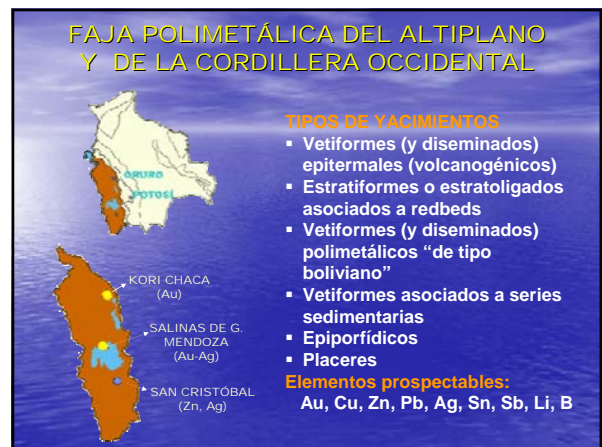 FAJA POLIMETÁLICA DEL ALTIPLANO
Y DE LA CORDILLERA OCCIDENTAL
ORURO
POTOSÍ
KORI CHACA
(Au)
SALINAS DE G.
MENDOZA
(Au-Ag)
SAN CRISTÓBAL
(Zn, Ag)
TIPOS DE YACIMIENTOS
▪ Vetiformes (y diseminados)
epitermales (volcanogénicos)
▪ Estratiformes o estratoligados
asociados a redbeds
▪ Vetiformes (y diseminados)
polimetálicos “de tipo
boliviano”
▪ Vetiformes asociados a series
sedimentarias
▪ Epiporfídicos
▪ Placeres
Elementos prospectables:
Au, Cu, Zn, Pb, Ag, Sn, Sb, Li, B